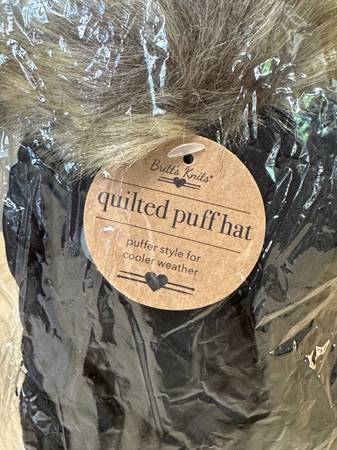 Britt's Knits®
quilted puff hat
puffer style for
cooler weather